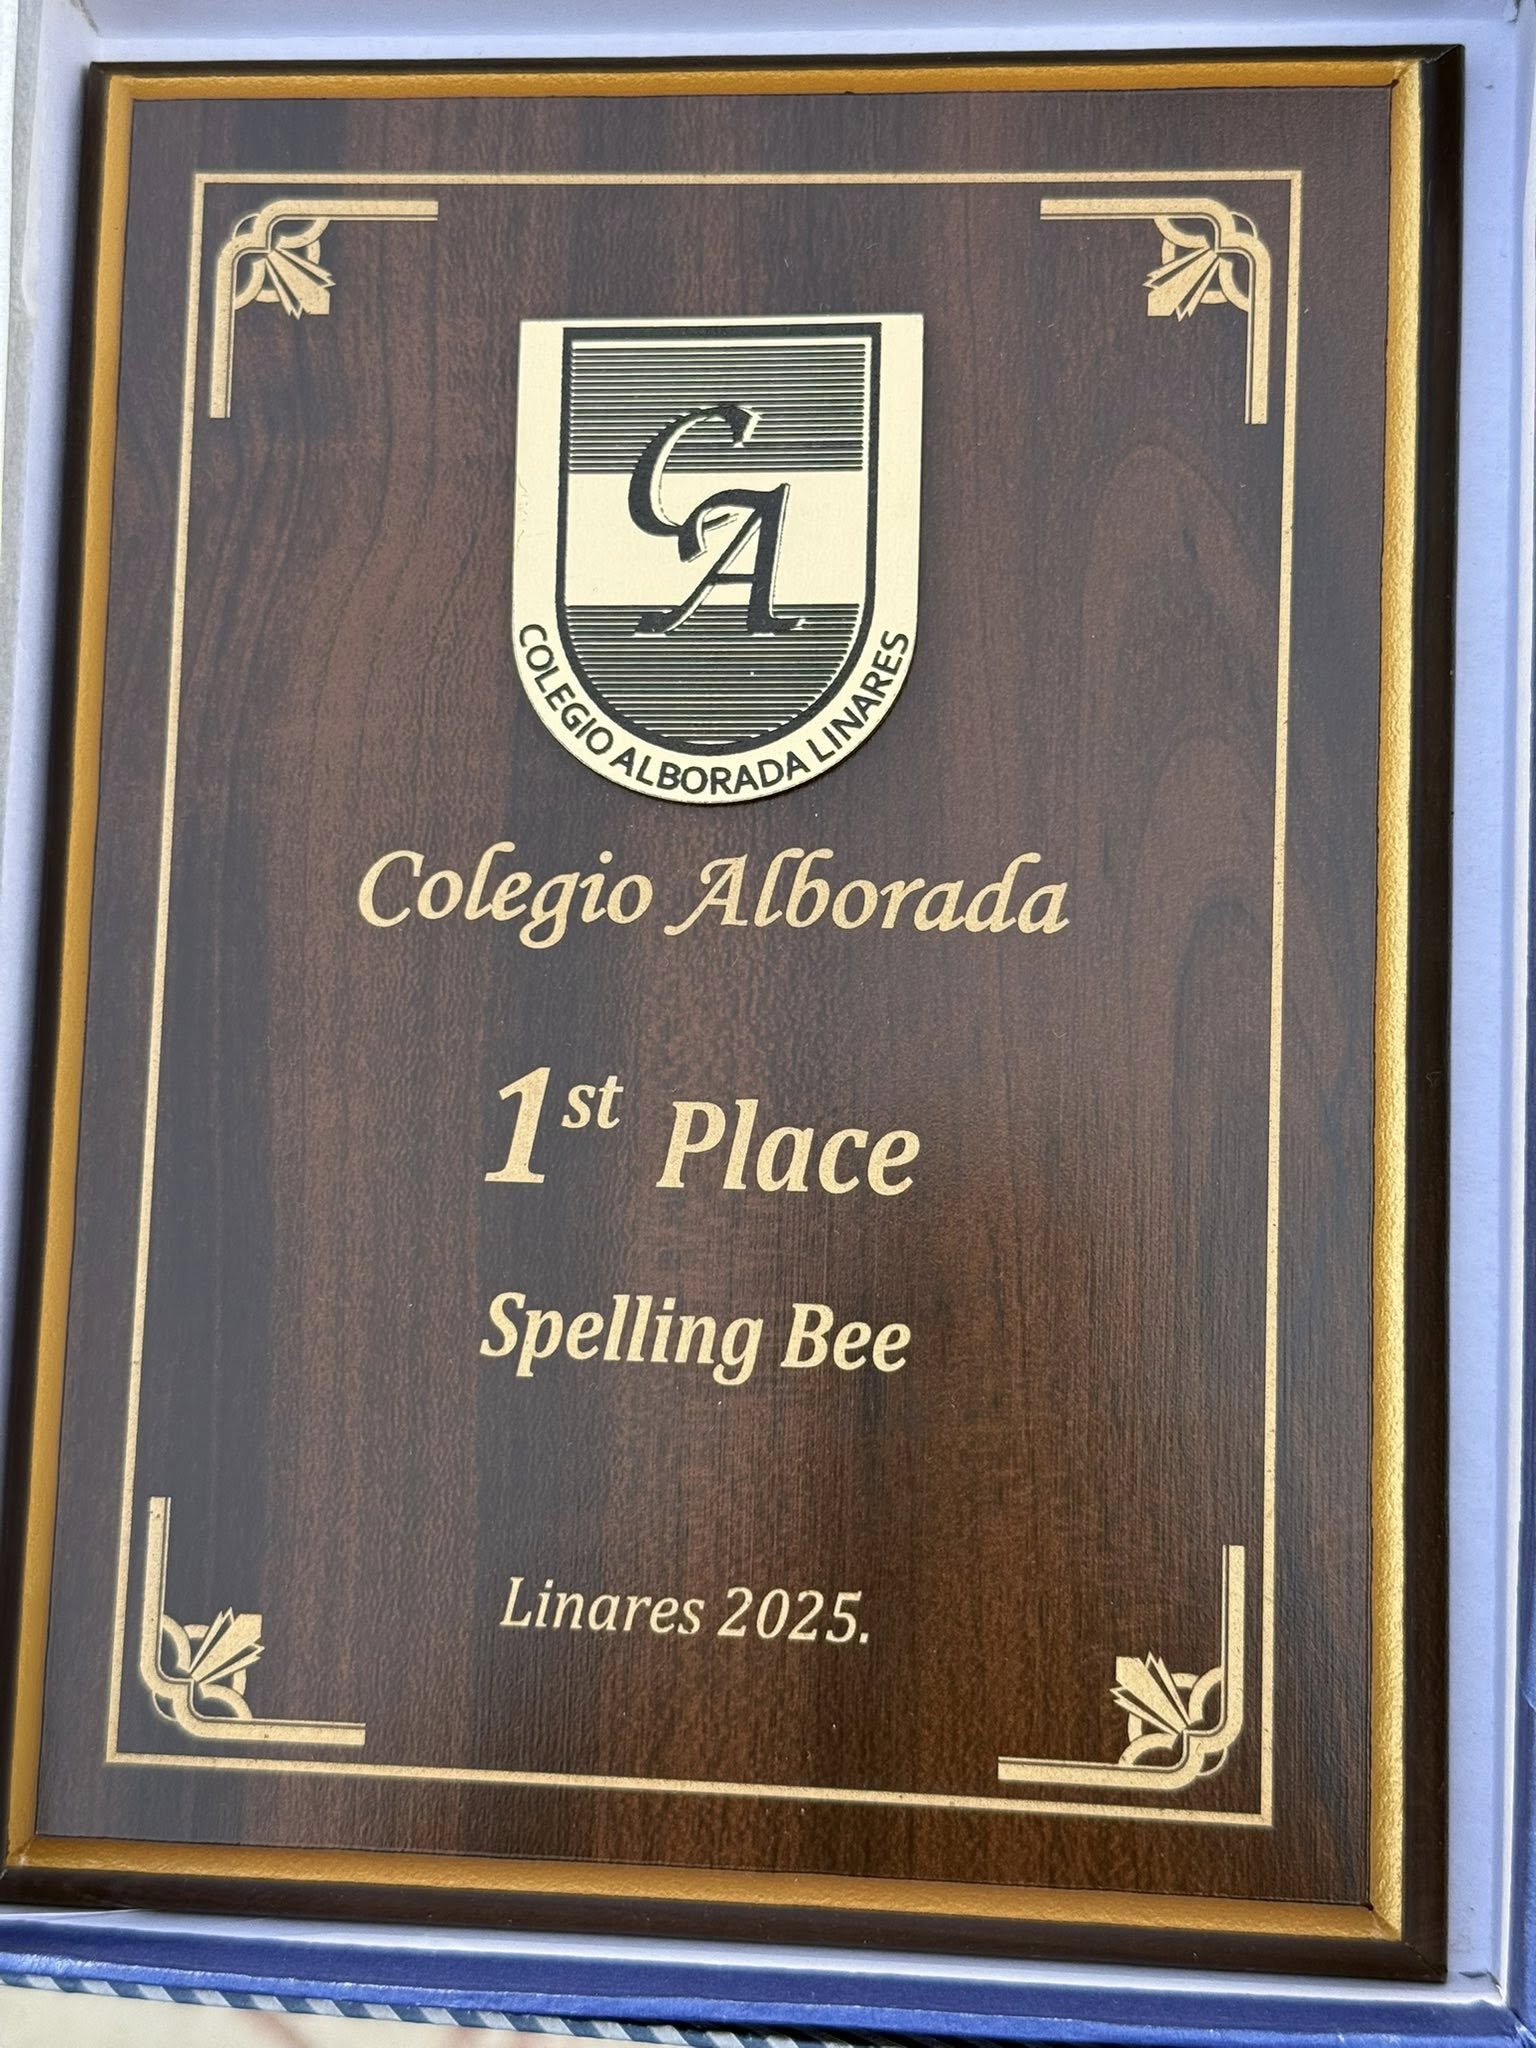 CA
COLEGIO ALBORADA LINARES
Colegio Alborada
1st Place
Spelling Bee
Linares 2025.